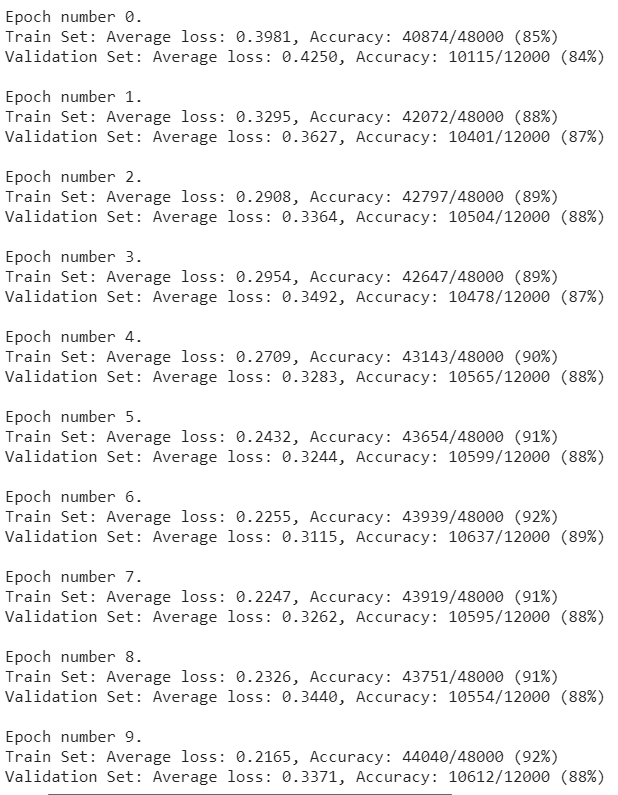 Epoch number 0.
Train Set: Average loss: 0.3981, Accuracy: 40874/48000 (85%)
Validation Set: Average loss: 0.4250, Accuracy: 10115/12000 (84%)
Epoch number 1.
Train Set: Average loss: 0.3295, Accuracy: 42072/48000 (88%)
Validation Set: Average loss: 0.3627, Accuracy: 10401/12000 (87%)
Epoch number 2.
Train Set: Average loss: 0.2908, Accuracy: 42797/48000 (89%)
Validation Set: Average loss: 0.3364, Accuracy: 10504/12000 (88%)
Epoch number 3.
Train Set: Average loss: 0.2954, Accuracy: 42647/48000 (89%)
Validation Set: Average loss: 0.3492, Accuracy: 10478/12000 (87%)
Epoch number 4.
Train Set: Average loss: 0.2709, Accuracy: 43143/48000 (90%)
Validation Set: Average loss: 0.3283, Accuracy: 10565/12000 (88%)
Epoch number 5.
Train Set: Average loss: 0.2432, Accuracy: 43654/48000 (91%)
Validation Set: Average loss: 0.3244, Accuracy: 10599/12000 (88%)
Epoch number 6.
Train Set: Average loss: 0.2255, Accuracy: 43939/48000 (92%)
Validation Set: Average loss: 0.3115, Accuracy: 10637/12000 (89%)
Epoch number 7.
Train Set: Average loss: 0.2247, Accuracy: 43919/48000 (91%)
Validation Set: Average loss: 0.3262, Accuracy: 10595/12000 (88%)
Epoch number 8.
Train Set: Average loss: 0.2326, Accuracy: 43751/48000 (91%)
Validation Set: Average loss: 0.3440, Accuracy: 10554/12000 (88%)
Epoch number 9.
Train Set: Average loss: 0.2165, Accuracy: 44040/48000 (92%)
Validation Set: Average loss: 0.3371, Accuracy: 10612/12000 (88%)